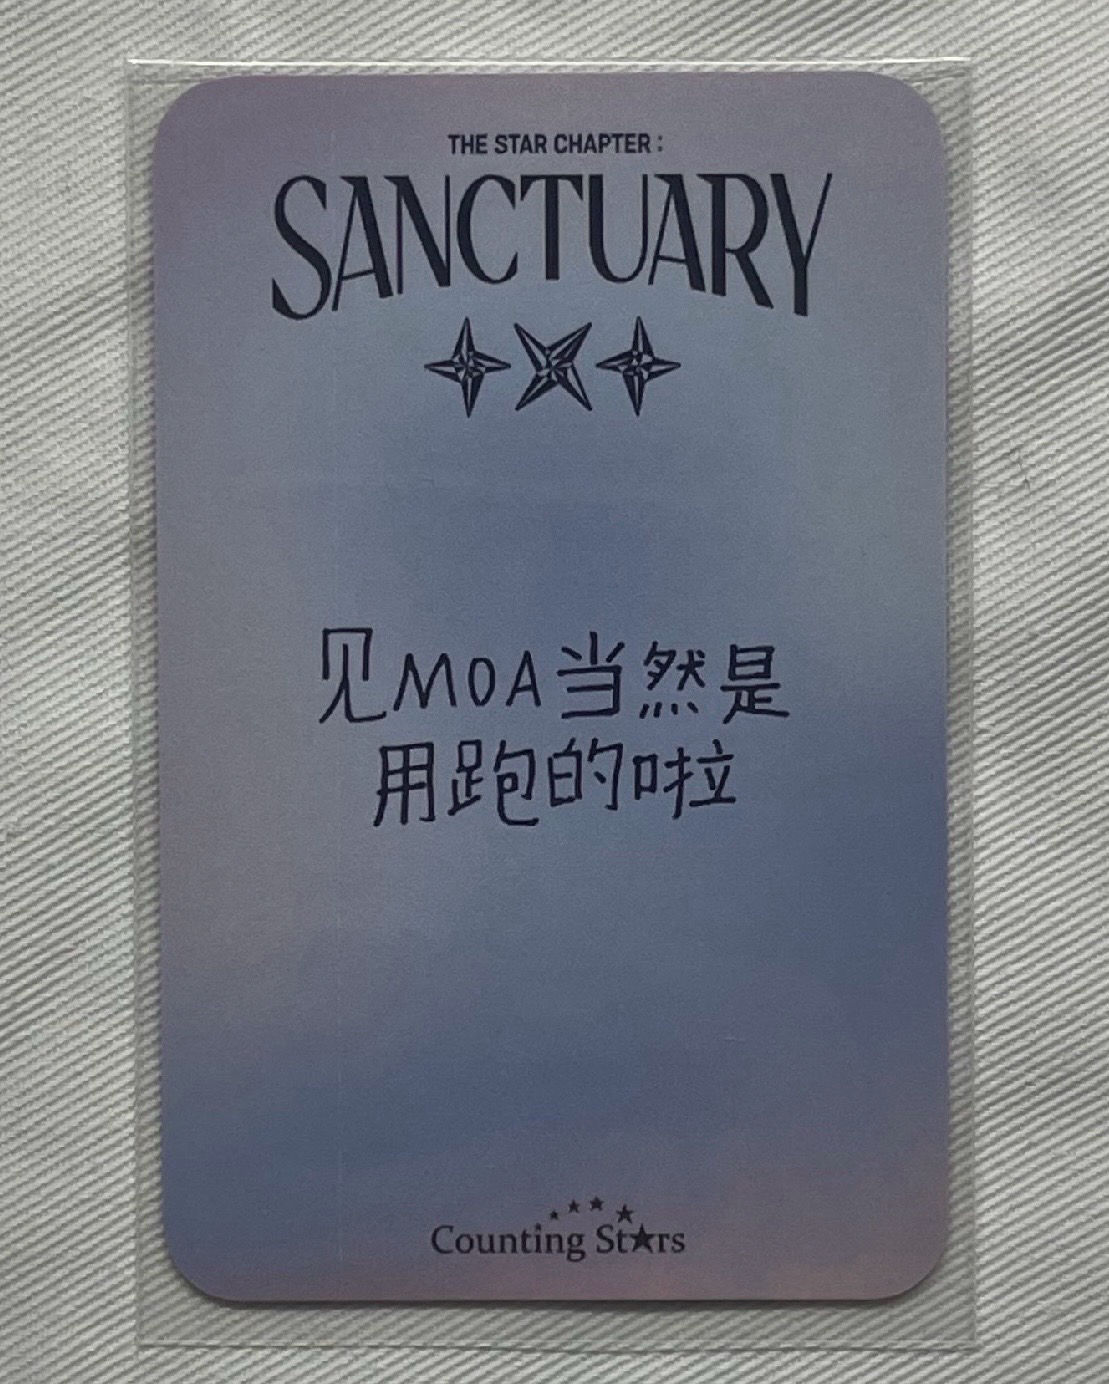 THE STAR CHAPTER :
SANCTUARY
见MOA当然是
用跑的啦
Counting Stars